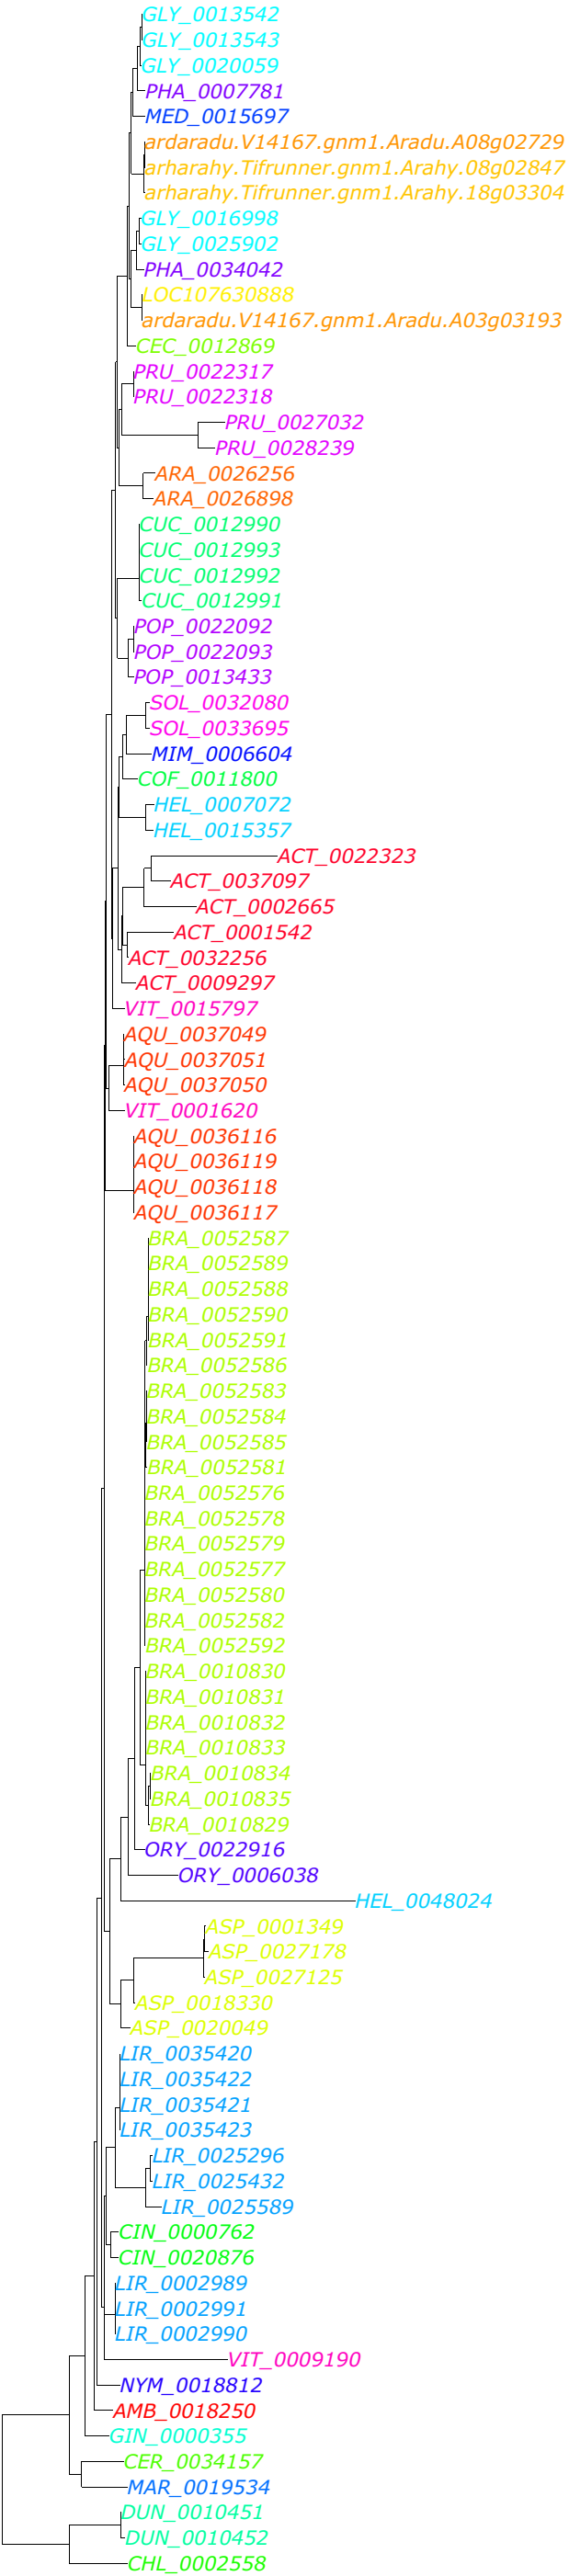 GLY_0013542
GLY_0013543
GLY_0020059
PHA_0007781
MED_0015697
ardaradu.V14167.gnm1.Aradu.A08g02729
arharahy.Tifrunner.gnm1.Arahy.08g02847
arharahy.Tifrunner.gnm1.Arahy.18g03304
GLY_0016998
GLY_0025902
PHA_0034042
LOC107630888
ardaradu.V14167.gnm1.Aradu.A03g03193
CEC_0012869
PRU_0022317
PRU_0022318
PRU_0027032
PRU_0028239
ARA_0026256
ARA_0026898
CUC_0012990
CUC_0012993
CUC_0012992
CUC_0012991
POP_0022092
POP_0022093
POP_0013433
SOL_0032080
SOL_0033695
MIM_0006604
COF_0011800
HEL_0007072
HEL_0015357
ACT_0022323
ACT_0037097
ACT_0002665
ACT_0001542
ACT_0032256
ACT_0009297
VIT_0015797
AQU_0037049
AQU_0037051
AQU_0037050
VIT_0001620
AQU_0036116
AQU_0036119
AQU_0036118
AQU_0036117
BRA_0052587
BRA_0052589
BRA_0052588
BRA_0052590
BRA_0052591
BRA_0052586
BRA_0052583
BRA_0052584
BRA_0052585
BRA_0052581
BRA_0052576
BRA_0052578
BRA_0052579
BRA_0052577
BRA_0052580
BRA_0052582
BRA_0052592
BRA_0010830
BRA_0010831
BRA_0010832
BRA_0010833
BRA_0010834
BRA_0010835
BRA_0010829
ORY_0022916
ORY_0006038
HEL_0048024
ASP_0001349
ASP_0027178
ASP_0027125
ASP_0018330
ASP_0020049
LIR_0035420
LIR_0035422
LIR_0035421
LIR_0035423
LIR_0025296
LIR_0025432
LIR_0025589
CIN_0000762
CIN_0020876
LIR_0002989
LIR_0002991
LIR_0002990
VIT_0009190
NYM_0018812
AMB_0018250
GIN_0000355
CER_0034157
MAR_0019534
DUN_0010451
DUN_0010452
CHL_0002558